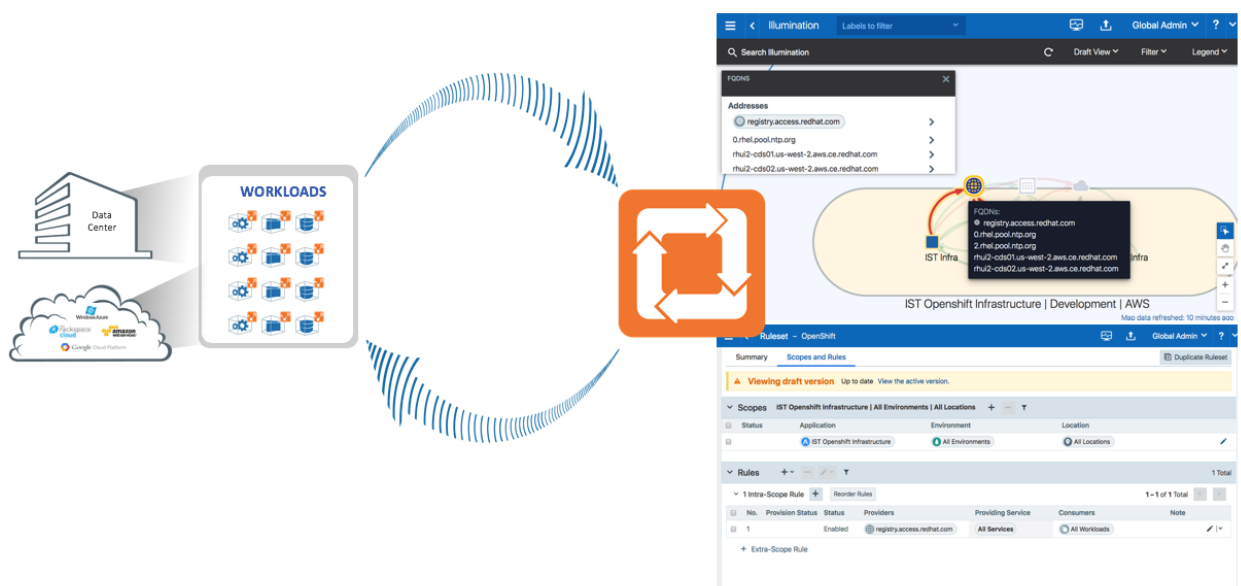 Data
Center
WindowsAzure
Rackspace
cloud
amazon
webservices
Google Cloud Platform
WORKLOADS
Illumination
Labels to filter
Global Admin
?
Search Illumination
Draft View
Filter
Legend
FQDNS
Addresses
registry.access.redhat.com
0.rhel.pool.ntp.org
rhui2-cds01.us-west-2.aws.ce.redhat.com
rhui2-cds02.us-west-2.aws.ce.redhat.com
FQDNs:
registry.access.redhat.com
0.rhel.pool.ntp.org
2.rhel.pool.ntp.org
rhui2-cds01.us-west-2.aws.ce.redhat.com
rhui2-cds02.us-west-2.aws.ce.redhat.com
IST Infra
Infra
IST Openshift Infrastructure | Development | AWS
Map data refreshed: 10 minutes ago
Ruleset – OpenShift
Global Admin
?
Summary
Scopes and Rules
Duplicate Ruleset
Viewing draft version Up to date View the active version.
Scopes IST Openshift Infrastructure | All Environments | All Locations
Status Application Environment Location
IST Openshift Infrastructure All Environments All Locations
Rules
1 Total
1 Intra-Scope Rule + Reorder Rules
1 – 1 of 1 Total
No. Provision Status Status Providers Providing Service Consumers Note
1 Enabled registry.access.redhat.com All Services All Workloads
+ Extra-Scope Rule